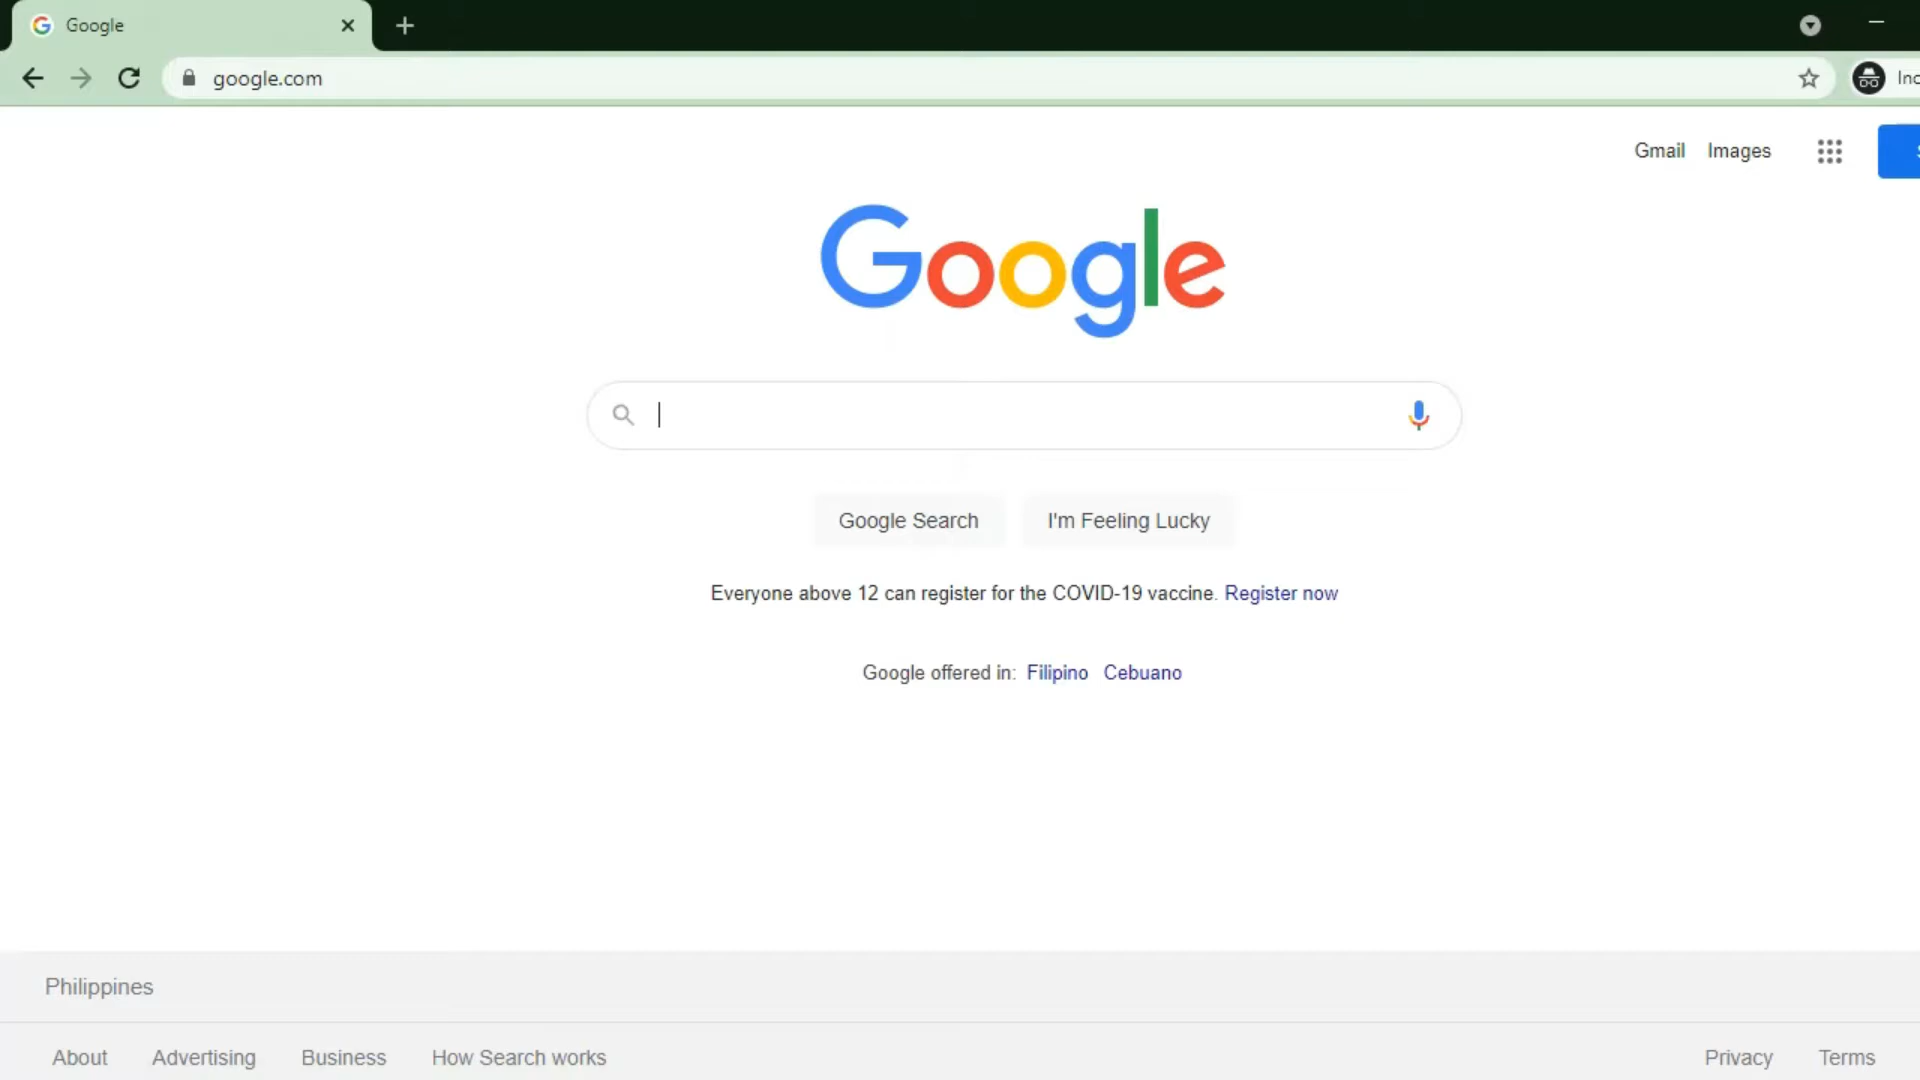 Google
google.com
Gmail Images
Google
Google Search I'm Feeling Lucky
Everyone above 12 can register for the COVID-19 vaccine. Register now
Google offered in: Filipino Cebuano
Philippines
About Advertising Business How Search works Privacy Terms